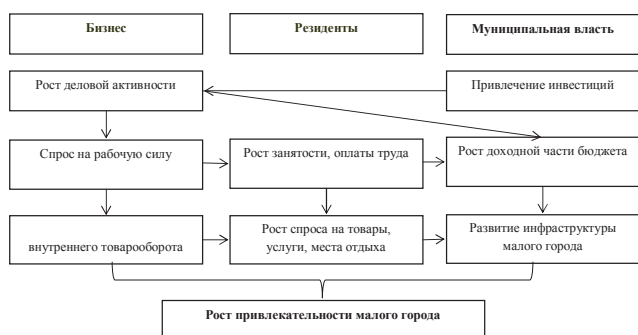 Бизнес
Резиденты
Муниципальная власть
Рост деловой активности
Привлечение инвестиций
Спрос на рабочую силу
Рост занятости, оплаты труда
Рост доходной части бюджета
внутреннего товарооборота
Рост спроса на товары,
услуги, места отдыха
Развитие инфраструктуры
малого города
Рост привлекательности малого города